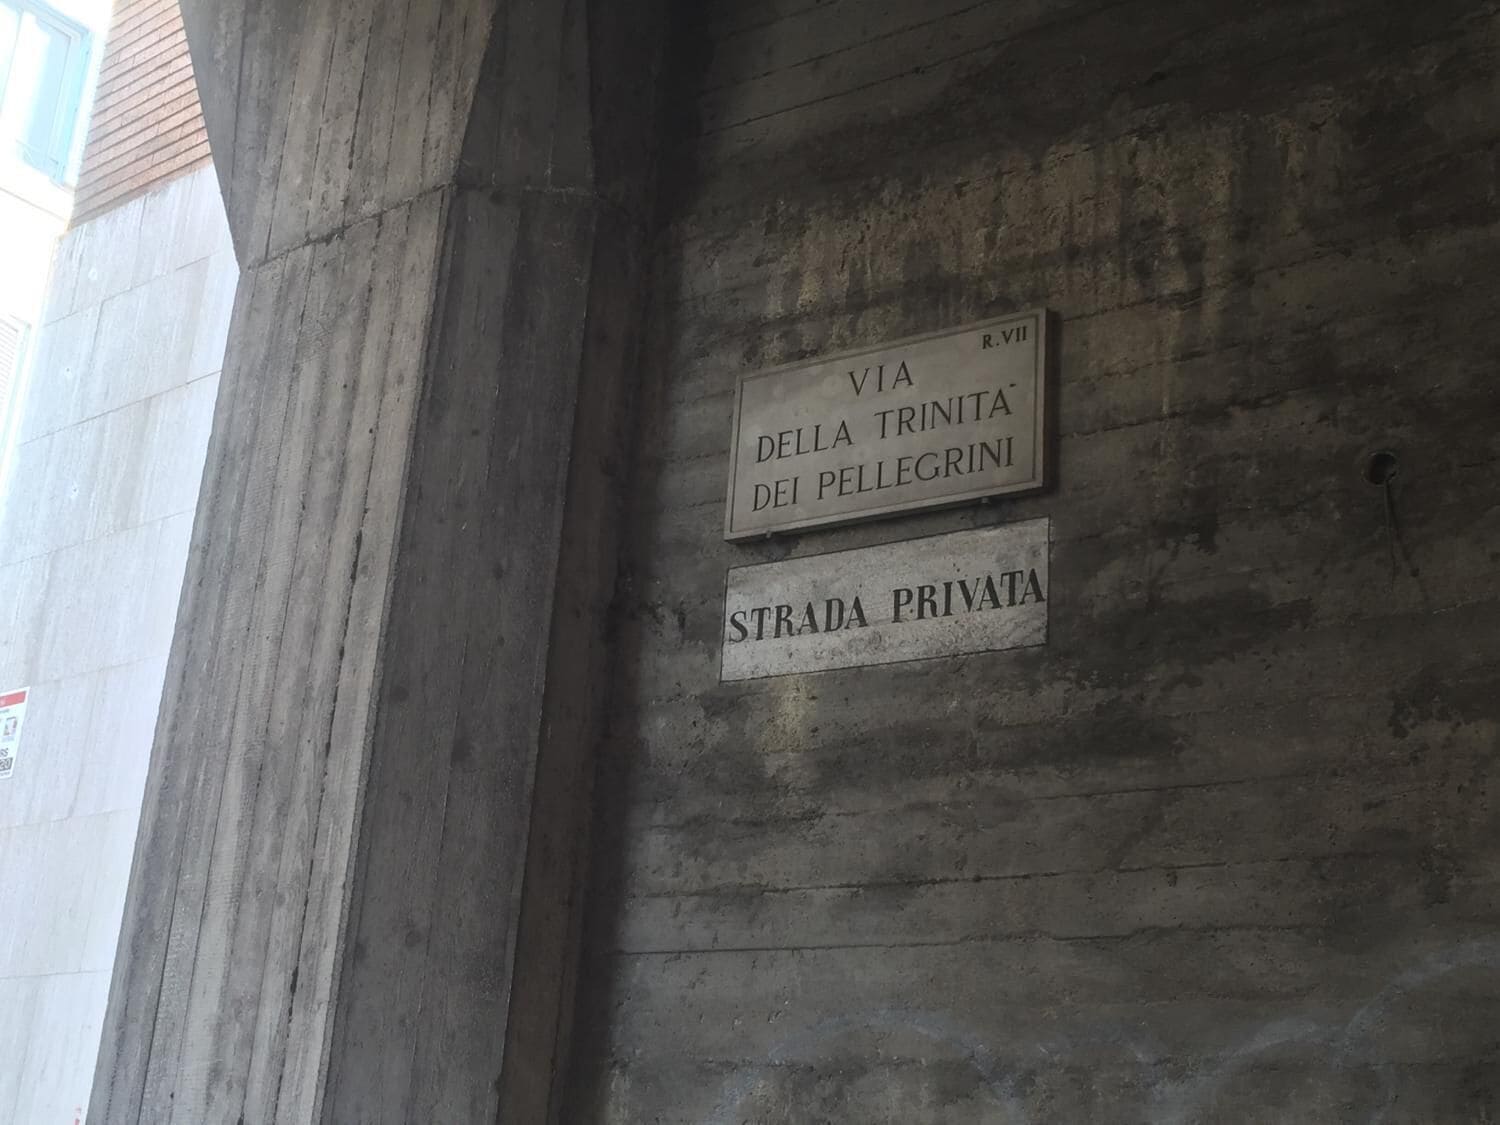 R.VII
VIA
DELLA TRINITA'
DEI PELLEGRINI
STRADA PRIVATA